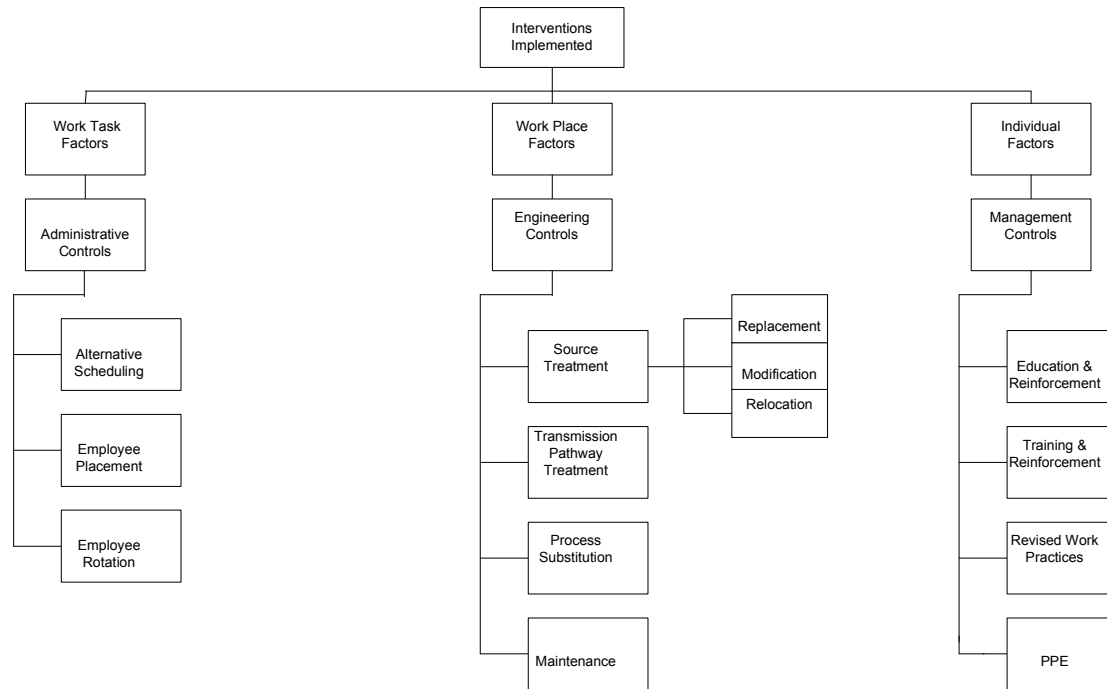 Interventions
Implemented
Work Task
Factors
Work Place
Factors
Individual
Factors
Administrative
Controls
Engineering
Controls
Management
Controls
Alternative
Scheduling
Employee
Placement
Employee
Rotation
Source
Treatment
Replacement
Modification
Relocation
Transmission
Pathway
Treatment
Process
Substitution
Maintenance
Education &
Reinforcement
Training &
Reinforcement
Revised Work
Practices
PPE